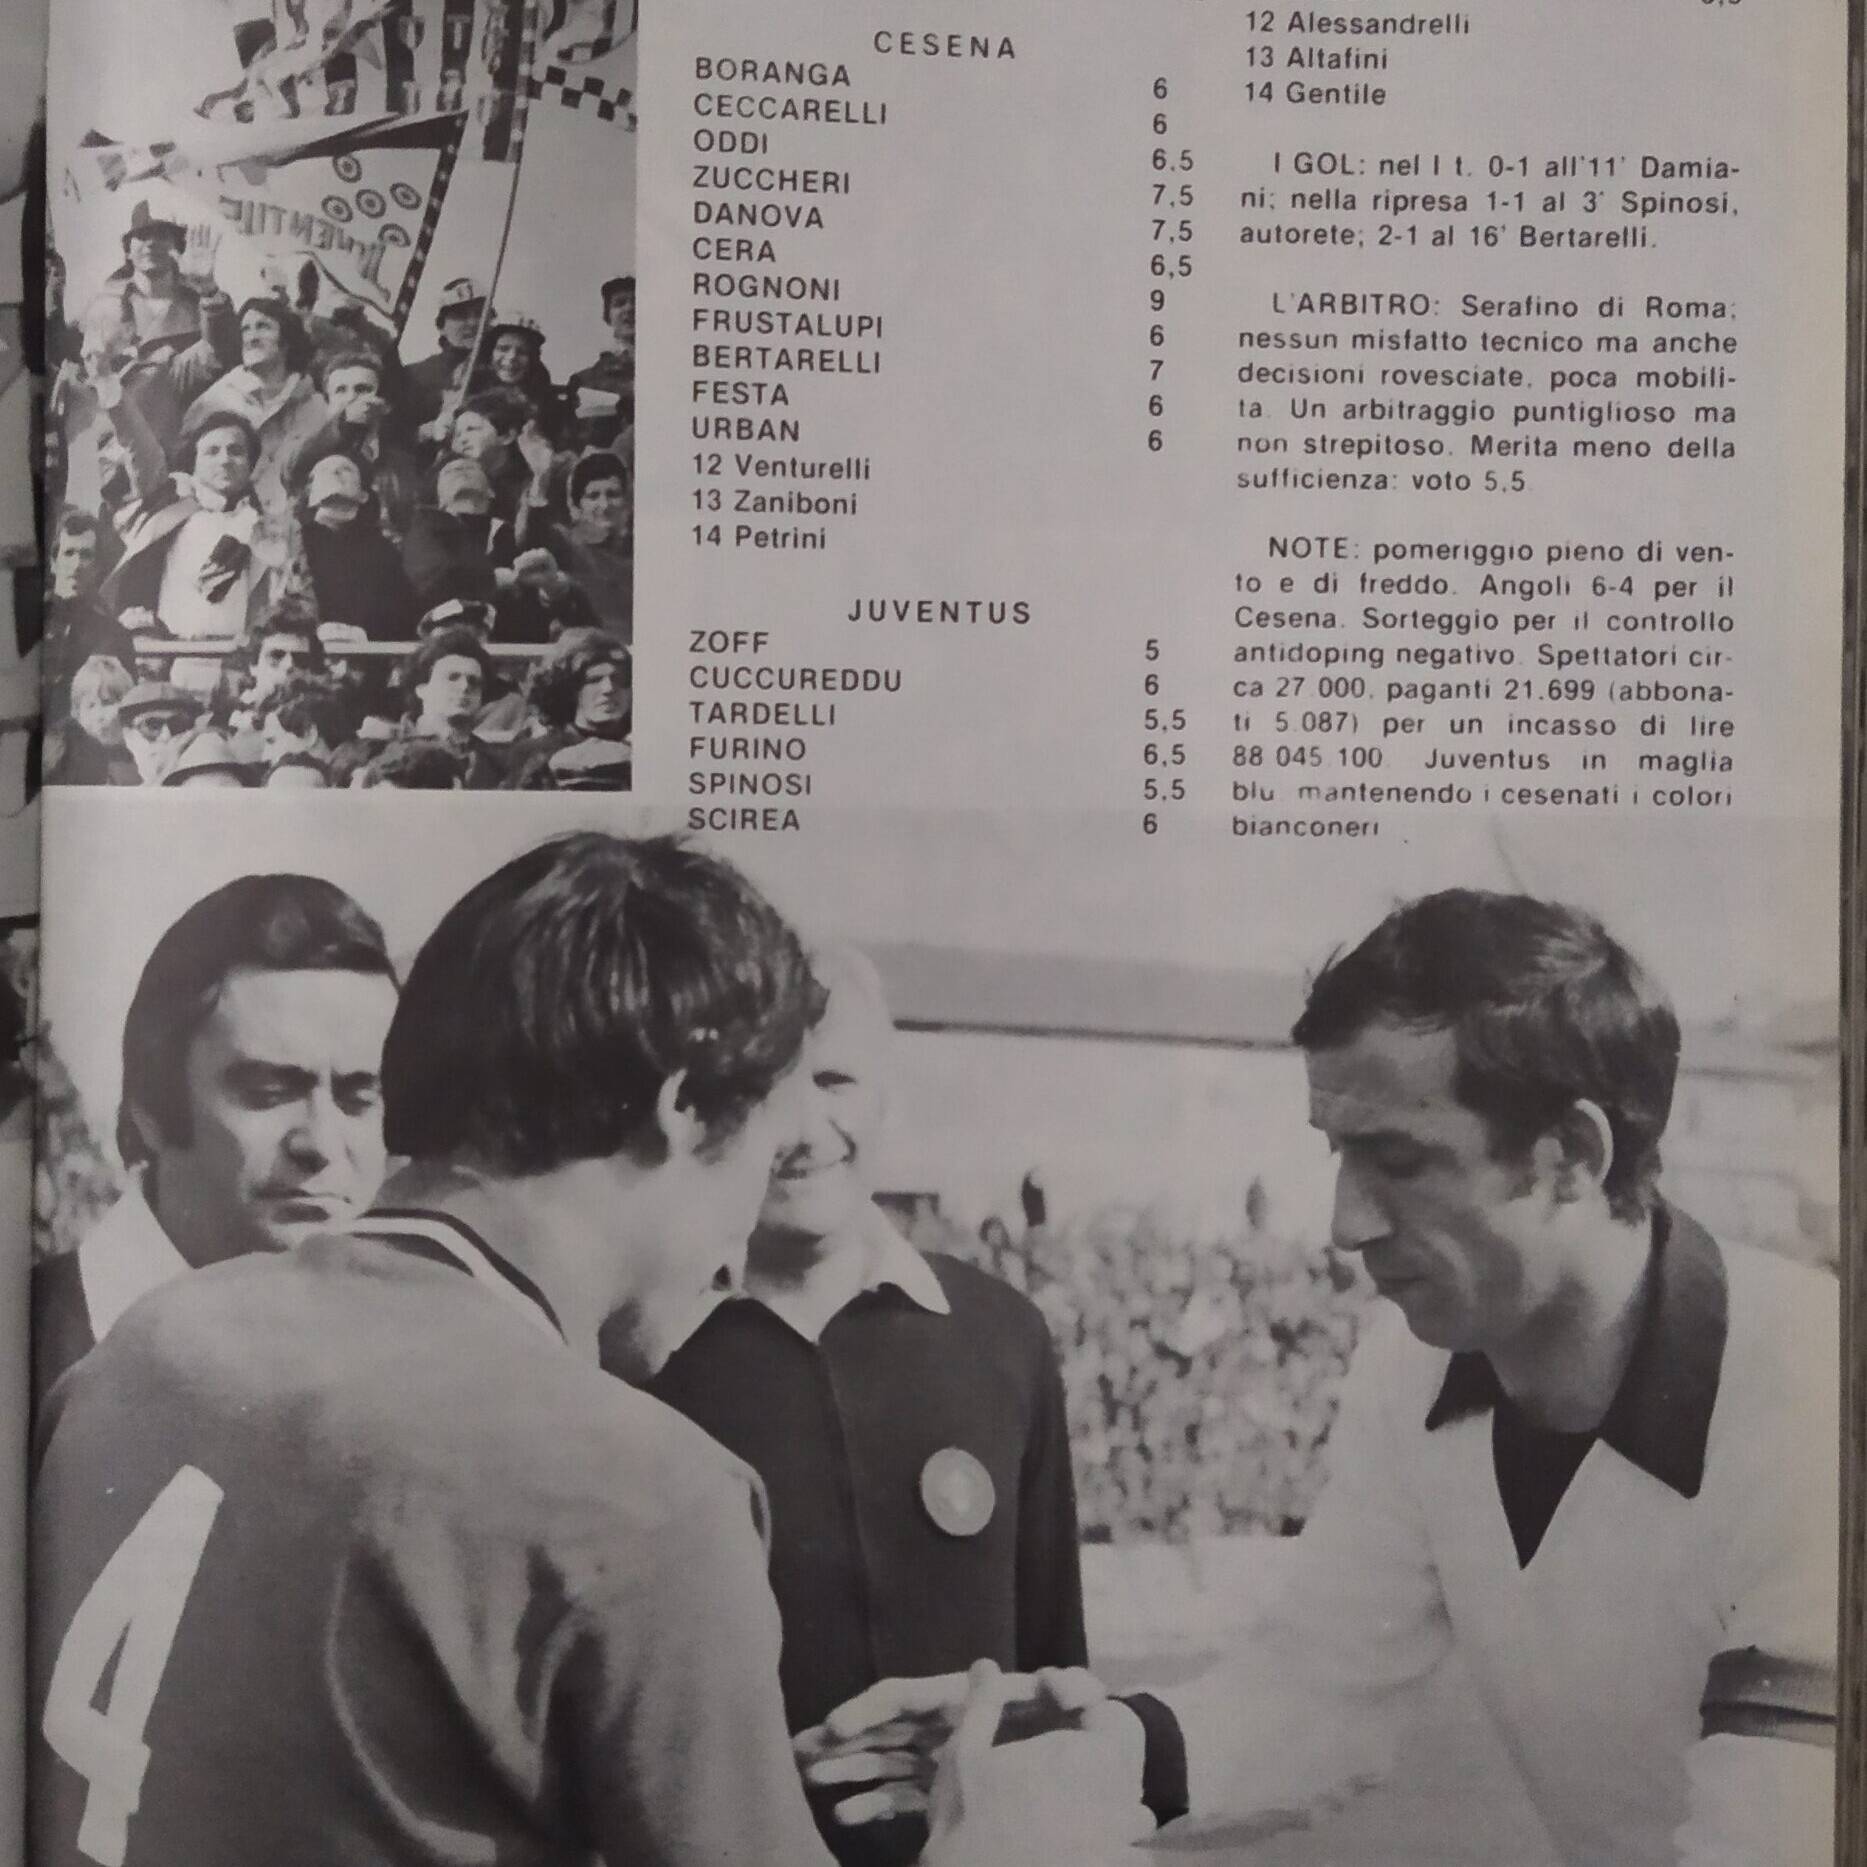 CESENA
BORANGA 6
CECCARELLI 6
ODDI 6.5
ZUCCHERI 7,5
DANOVA 7,5
CERA 6,5
ROGNONI 9
FRUSTALUPI 6
BERTARELLI 7
FESTA 6
URBAN 6
12 Venturelli
13 Zaniboni
14 Petrini
JUVENTUS
ZOFF 5
CUCCUREDDU 6
TARDELLI 5,5
FURINO 6,5
SPINOSI 5,5
SCIREA 6
12 Alessandrelli
13 Altafini
14 Gentile
I GOL: nel I t. 0-1 all'11' Damia-
ni; nella ripresa 1-1 al 3' Spinosi,
autorete; 2-1 al 16' Bertarelli.
L'ARBITRO: Serafino di Roma;
nessun misfatto tecnico ma anche
decisioni rovesciate, poca mobili-
ta. Un arbitraggio puntiglioso ma
non strepitoso. Merita meno della
sufficienza: voto 5,5
NOTE: pomeriggio pieno di ven-
to e di freddo. Angoli 6-4 per il
Cesena. Sorteggio per il controllo
antidoping negativo. Spettatori cir-
ca 27.000, paganti 21.699 (abbona-
ti 5.087) per un incasso di lire
88.045.100. Juventus in maglia
blu mantenendo i cesenati i colori
bianconeri
4